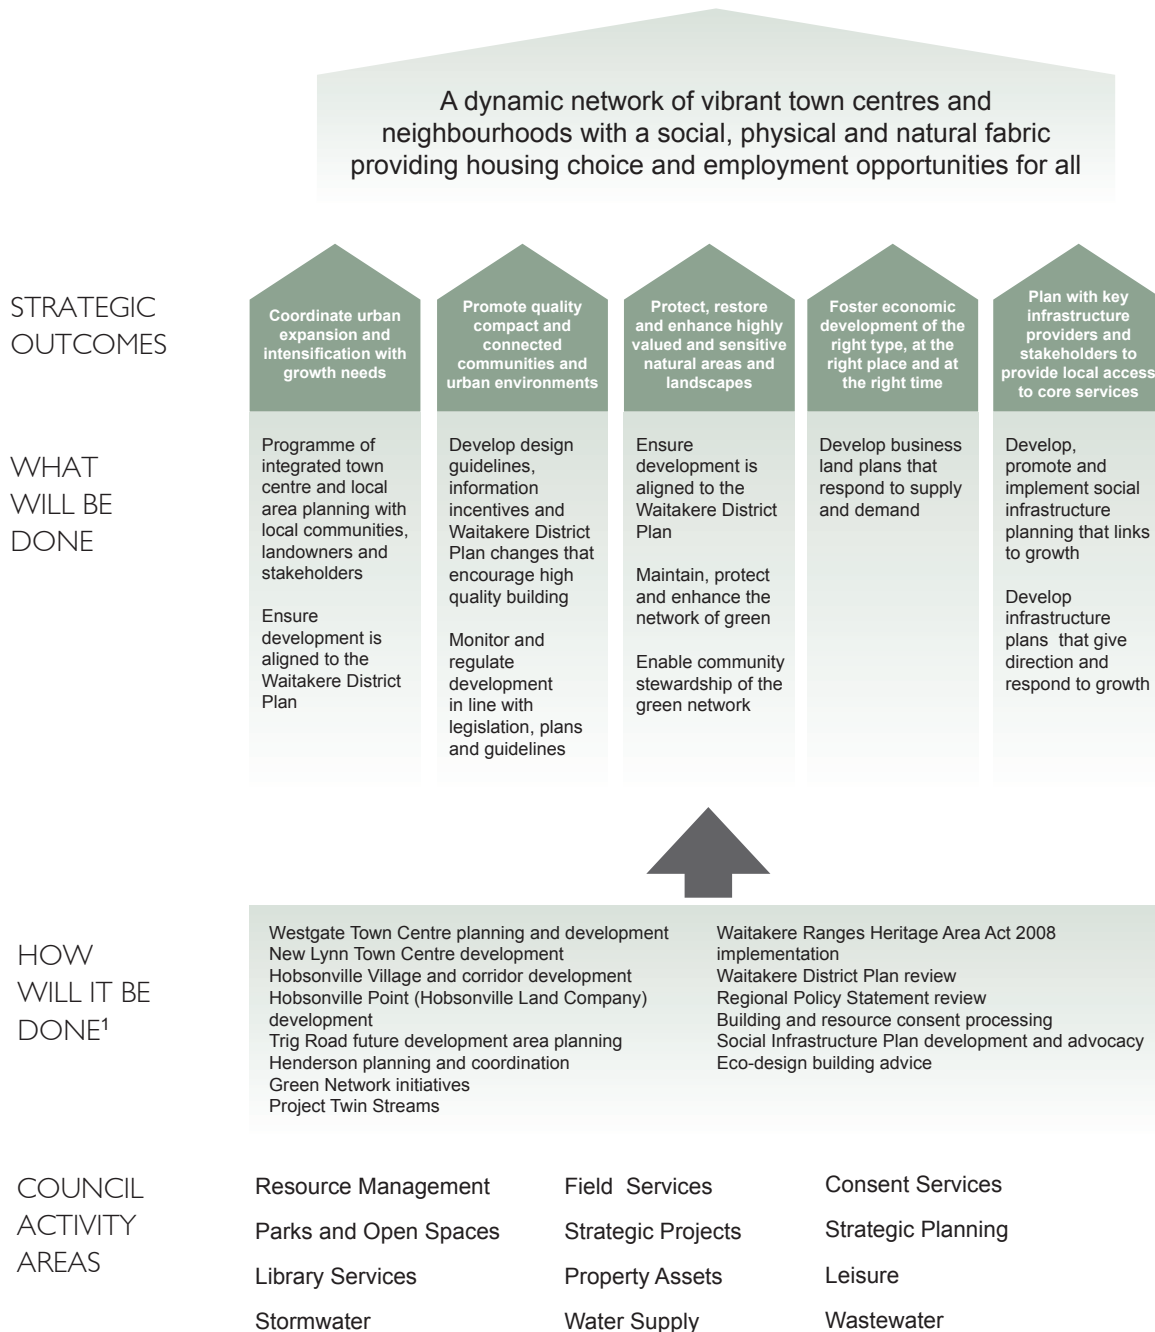 A dynamic network of vibrant town centres and
neighbourhoods with a social, physical and natural fabric
providing housing choice and employment opportunities for all
STRATEGIC
OUTCOMES
Coordinate urban
expansion and
intensification with
growth needs
Promote quality
compact and
connected
communities and
urban environments
Protect, restore
and enhance highly
valued and sensitive
natural areas and
landscapes
Foster economic
development of the
right type, at the
right place and at
the right time
Plan with key
infrastructure
providers and
stakeholders to
provide local access
to core services
WHAT
WILL BE
DONE
Programme of
integrated town
centre and local
area planning with
local communities,
landowners and
stakeholders
Ensure
development is
aligned to the
Waitakere District
Plan
Develop design
guidelines,
information
incentives and
Waitakere District
Plan changes that
encourage high
quality building
Monitor and
regulate
development
in line with
legislation, plans
and guidelines
Ensure
development is
aligned to the
Waitakere District
Plan
Maintain, protect
and enhance the
network of green
Enable community
stewardship of the
green network
Develop business
land plans that
respond to supply
and demand
Develop,
promote and
implement social
infrastructure
planning that links
to growth
Develop
infrastructure
plans that give
direction and
respond to growth
HOW
WILL IT BE
DONE¹
Westgate Town Centre planning and development
New Lynn Town Centre development
Hobsonville Village and corridor development
Hobsonville Point (Hobsonville Land Company)
development
Trig Road future development area planning
Henderson planning and coordination
Green Network initiatives
Project Twin Streams
Waitakere Ranges Heritage Area Act 2008
implementation
Waitakere District Plan review
Regional Policy Statement review
Building and resource consent processing
Social Infrastructure Plan development and advocacy
Eco-design building advice
COUNCIL
ACTIVITY
AREAS
Resource Management
Parks and Open Spaces
Library Services
Stormwater
Field Services
Strategic Projects
Property Assets
Water Supply
Consent Services
Strategic Planning
Leisure
Wastewater